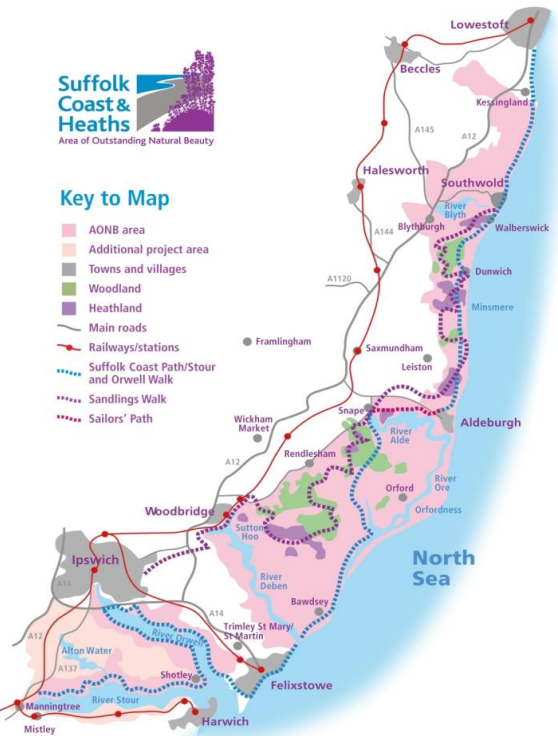 Lowestoft
Beccles
Kessingland
A145
A12
Suffolk
Coast &
Heaths
Area of Outstanding Natural Beauty
Halesworth
Southwold
River
Blyth
Key to Map
Blythburgh
Walberswick
AONB area
A144
Additional project area
Towns and villages
Dunwich
A1120
Woodland
Heathland
Minsmere
Main roads
Railways/stations
Framlingham
Saxmundham
Leiston
Suffolk Coast Path/Stour
and Orwell Walk
Sandlings Walk
Sailors' Path
Snape
Wickham
Market
Aldeburgh
River
Alde
Rendlesham
A12
River
Ore
Orford
Orfordness
Woodbridge
Sutton
Hoo
Ipswich
North
Sea
A14
River
Deben
Bawdsey
A14
Trimley St Mary/
St Martin
A12
River Orwell
Alton Water
A137
Shotley
Felixstowe
River Stour
Manningtree
Harwich
Mistley